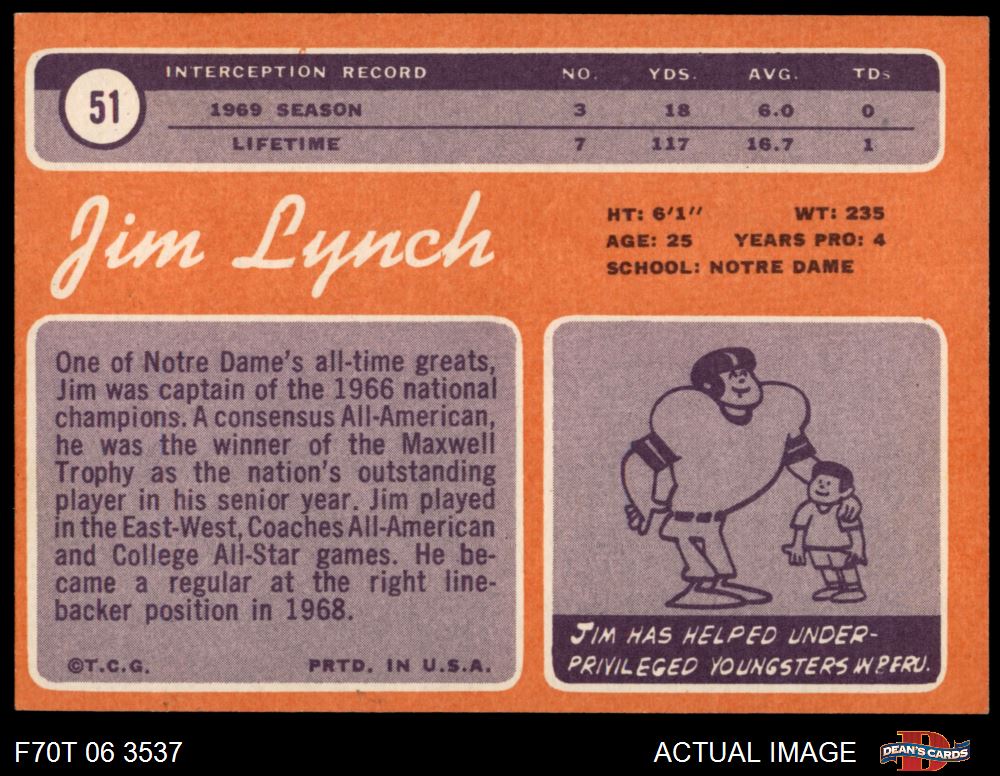 51
INTERCEPTION RECORD NO. YDS. AVG. TDs
1969 SEASON 3 18 6.0 0
LIFETIME 7 117 16.7 1
Jim Lynch
HT: 6'1" WT: 235
AGE: 25 YEARS PRO: 4
SCHOOL: NOTRE DAME
One of Notre Dame's all-time greats,
Jim was captain of the 1966 national
champions. A consensus All-American,
he was the winner of the Maxwell
Trophy as the nation's outstanding
player in his senior year. Jim played
in the East-West, Coaches All-American
and College All-Star games. He be-
came a regular at the right line-
backer position in 1968.
©T.C.G. PRTD. IN U.S.A.
JIM HAS HELPED UNDER-
PRIVILEGED YOUNGSTERS IN PERU.
F70T 06 3537 ACTUAL IMAGE DEAN'S CARDS